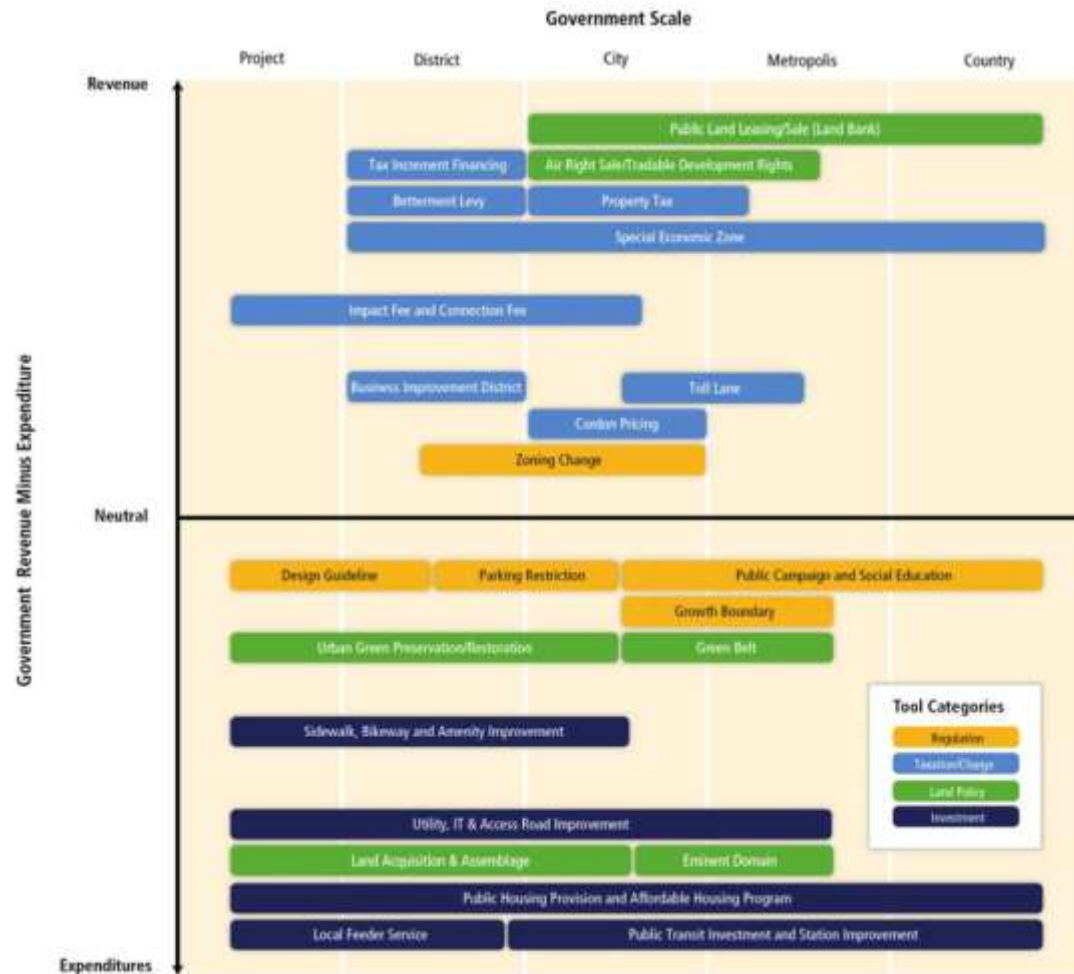 Government Scale
Project District City Metropolis Country
Revenue
Public Land Leasing/Sale (Land Bank)
Tax Increment Financing Air Right Sale/Tradable Development Rights
Betterment Levy Property Tax
Special Economic Zone
Impact Fee and Connection Fee
Business Improvement District Toll Lane
Cordon Pricing
Zoning Change
Government Revenue Minus Expenditure
Neutral
Design Guideline Parking Restriction Public Campaign and Social Education
Growth Boundary
Urban Green Preservation/Restoration Green Belt
Sidewalk, Bikeway and Amenity Improvement
Utility, IT & Access Road Improvement
Land Acquisition & Assemblage Eminent Domain
Public Housing Provision and Affordable Housing Program
Local Feeder Service Public Transit Investment and Station Improvement
Expenditures
Tool Categories
Regulation
Taxation/Charge
Land Policy
Investment